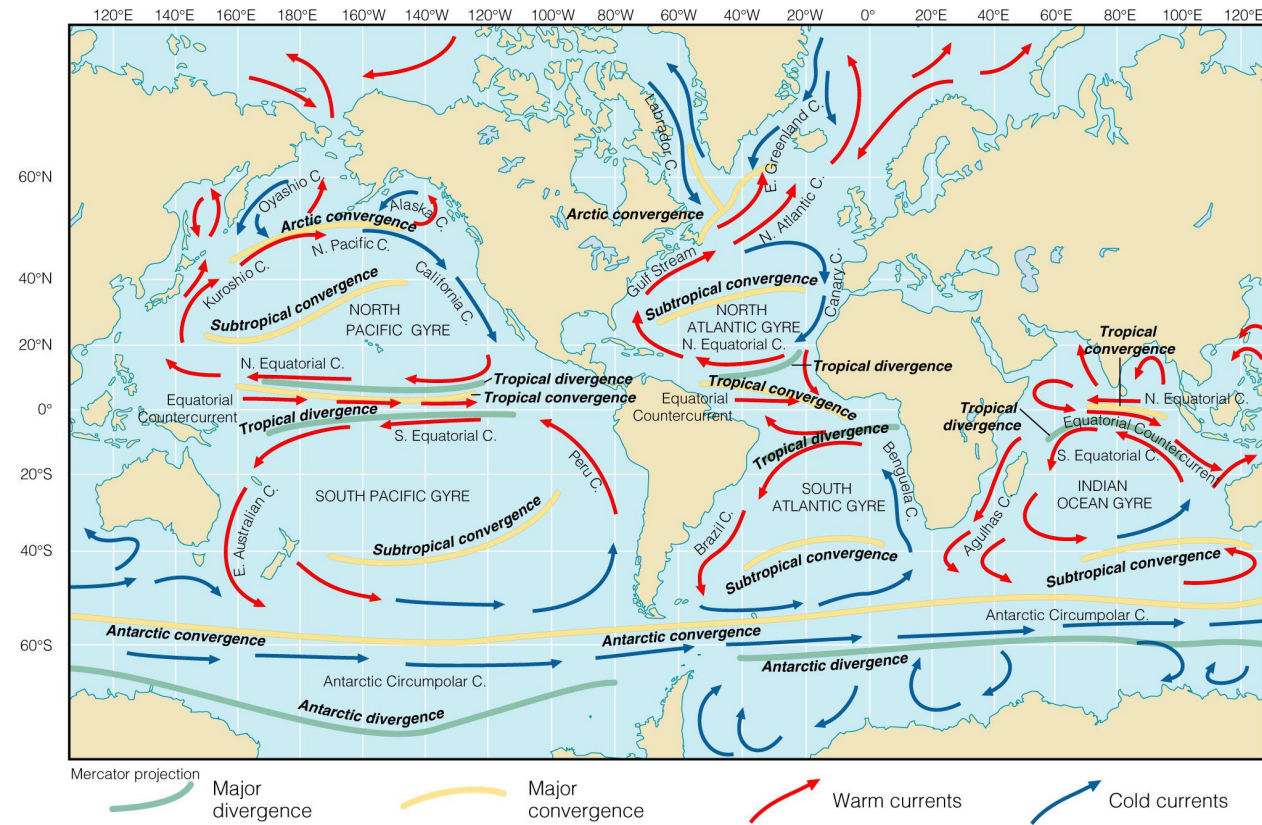 120°E 140°E 160°E 180° 160°W 140°W 120°W 100°W 80°W 60°W 40°W 20°W 0° 20°E 40°E 60°E 80°E 100°E 120°E
60°N
40°N
20°N
0°
20°S
40°S
60°S
Labrador C.
E. Greenland C.
Oyashio C.
Alaska C.
Arctic convergence
Arctic convergence
N. Pacific C.
N. Atlantic C.
Kuroshio C.
California C.
Gulf Stream
Canary C.
Subtropical convergence
Subtropical convergence
NORTH
PACIFIC GYRE
NORTH
ATLANTIC GYRE
Tropical
convergence
N. Equatorial C.
N. Equatorial C.
Tropical divergence
Tropical divergence
Tropical convergence
Tropical convergence
N. Equatorial C.
Equatorial
Countercurrent
Equatorial
Countercurrent
Tropical
divergence
Equatorial Countercurrent
Tropical divergence
S. Equatorial C.
Tropical divergence
S. Equatorial C.
Peru C.
Benguela C.
SOUTH PACIFIC GYRE
SOUTH
ATLANTIC GYRE
INDIAN
OCEAN GYRE
E. Australian C.
Brazil C.
Agulhas C.
Subtropical convergence
Subtropical convergence
Subtropical convergence
Antarctic Circumpolar C.
Antarctic convergence
Antarctic convergence
Antarctic divergence
Antarctic Circumpolar C.
Antarctic divergence
Mercator projection
Major
divergence
Major
convergence
Warm currents
Cold currents